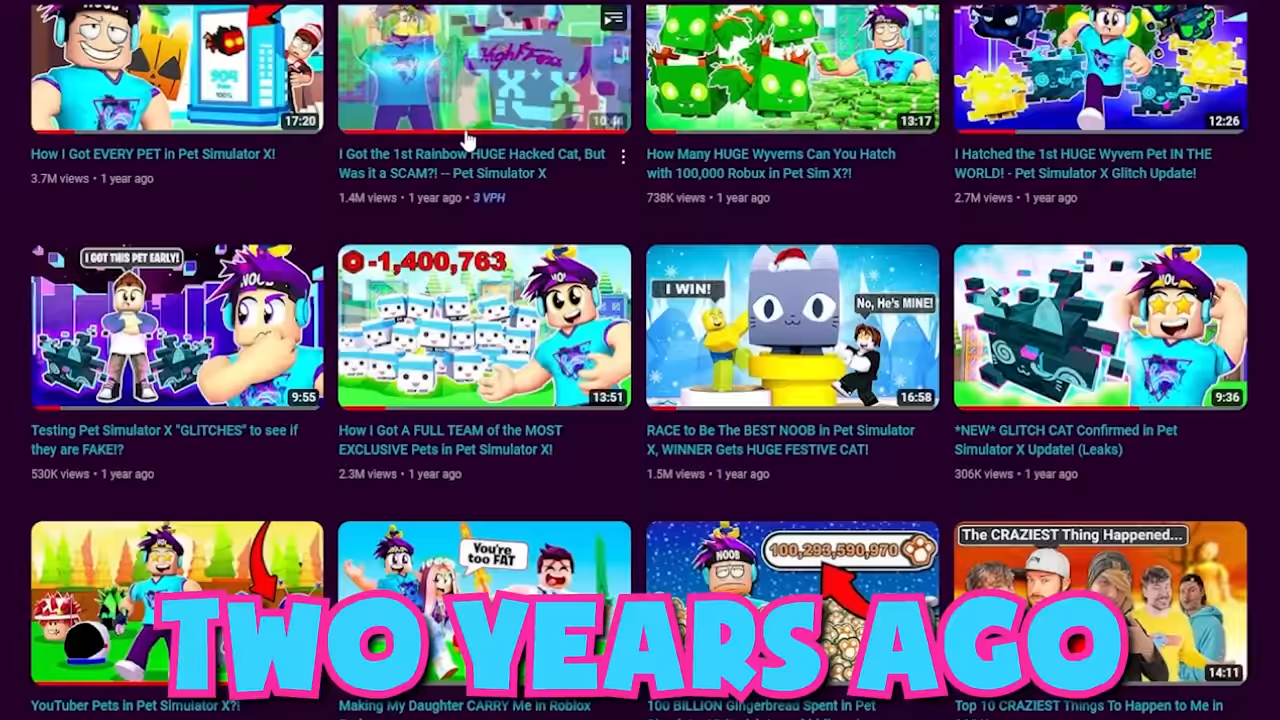 NOOB
904
100%
17:20
NightFoxx
10:44
13:17
12:26
How I Got EVERY PET in Pet Simulator X!
3.7M views • 1 year ago
I Got the 1st Rainbow HUGE Hacked Cat, But
Was it a SCAM?! -- Pet Simulator X
1.4M views • 1 year ago • 3 VPH
How Many HUGE Wyverns Can You Hatch
with 100,000 Robux in Pet Sim X?!
738K views • 1 year ago
I Hatched the 1st HUGE Wyvern Pet IN THE
WORLD! - Pet Simulator X Glitch Update!
2.7M views • 1 year ago
I GOT THIS PET EARLY!
9:55
-1,400,763
13:51
I WIN!
No, He's MINE!
16:58
9:36
Testing Pet Simulator X "GLITCHES" to see if
they are FAKE!?
530K views • 1 year ago
How I Got A FULL TEAM of the MOST
EXCLUSIVE Pets in Pet Simulator X!
2.3M views • 1 year ago
RACE to Be The BEST NOOB in Pet Simulator
X, WINNER Gets HUGE FESTIVE CAT!
1.5M views • 1 year ago
*NEW* GLITCH CAT Confirmed in Pet
Simulator X Update! (Leaks)
306K views • 1 year ago
You're
too FAT
NOOB
100,293,590,970
The CRAZIEST Thing Happened...
14:11
TWO YEARS AGO
YouTuber Pets in Pet Simulator X?!
Making My Daughter CARRY Me in Roblox
100 BILLION Gingerbread Spent in Pet
Top 10 CRAZIEST Things To Happen to Me in